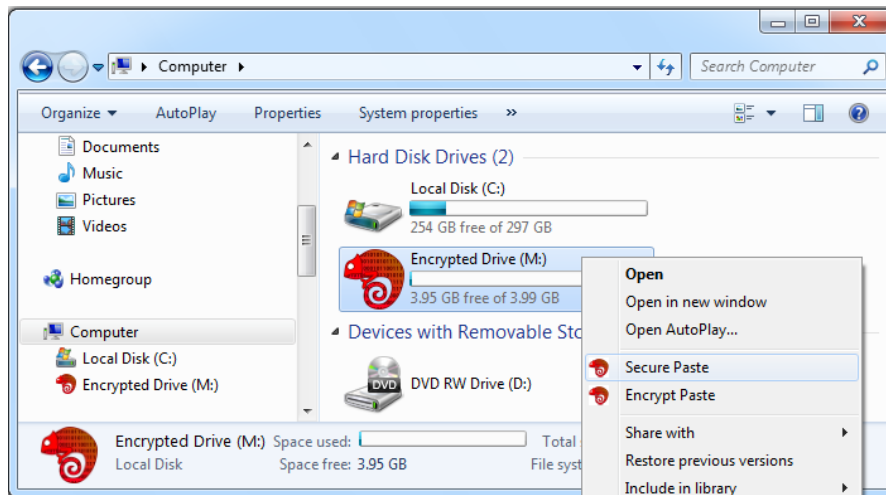 Computer
Search Computer
Organize
AutoPlay
Properties
System properties
»
Documents
Music
Pictures
Videos
Homegroup
Computer
Local Disk (C:)
Encrypted Drive (M:)
Hard Disk Drives (2)
Local Disk (C:)
254 GB free of 297 GB
Encrypted Drive (M:)
3.95 GB free of 3.99 GB
Devices with Removable Sto
DVD
DVD RW Drive (D:)
Open
Open in new window
Open AutoPlay...
Secure Paste
Encrypt Paste
Share with
Restore previous versions
Include in library
Encrypted Drive (M:) Space used: Total
Local Disk Space free: 3.95 GB File syst